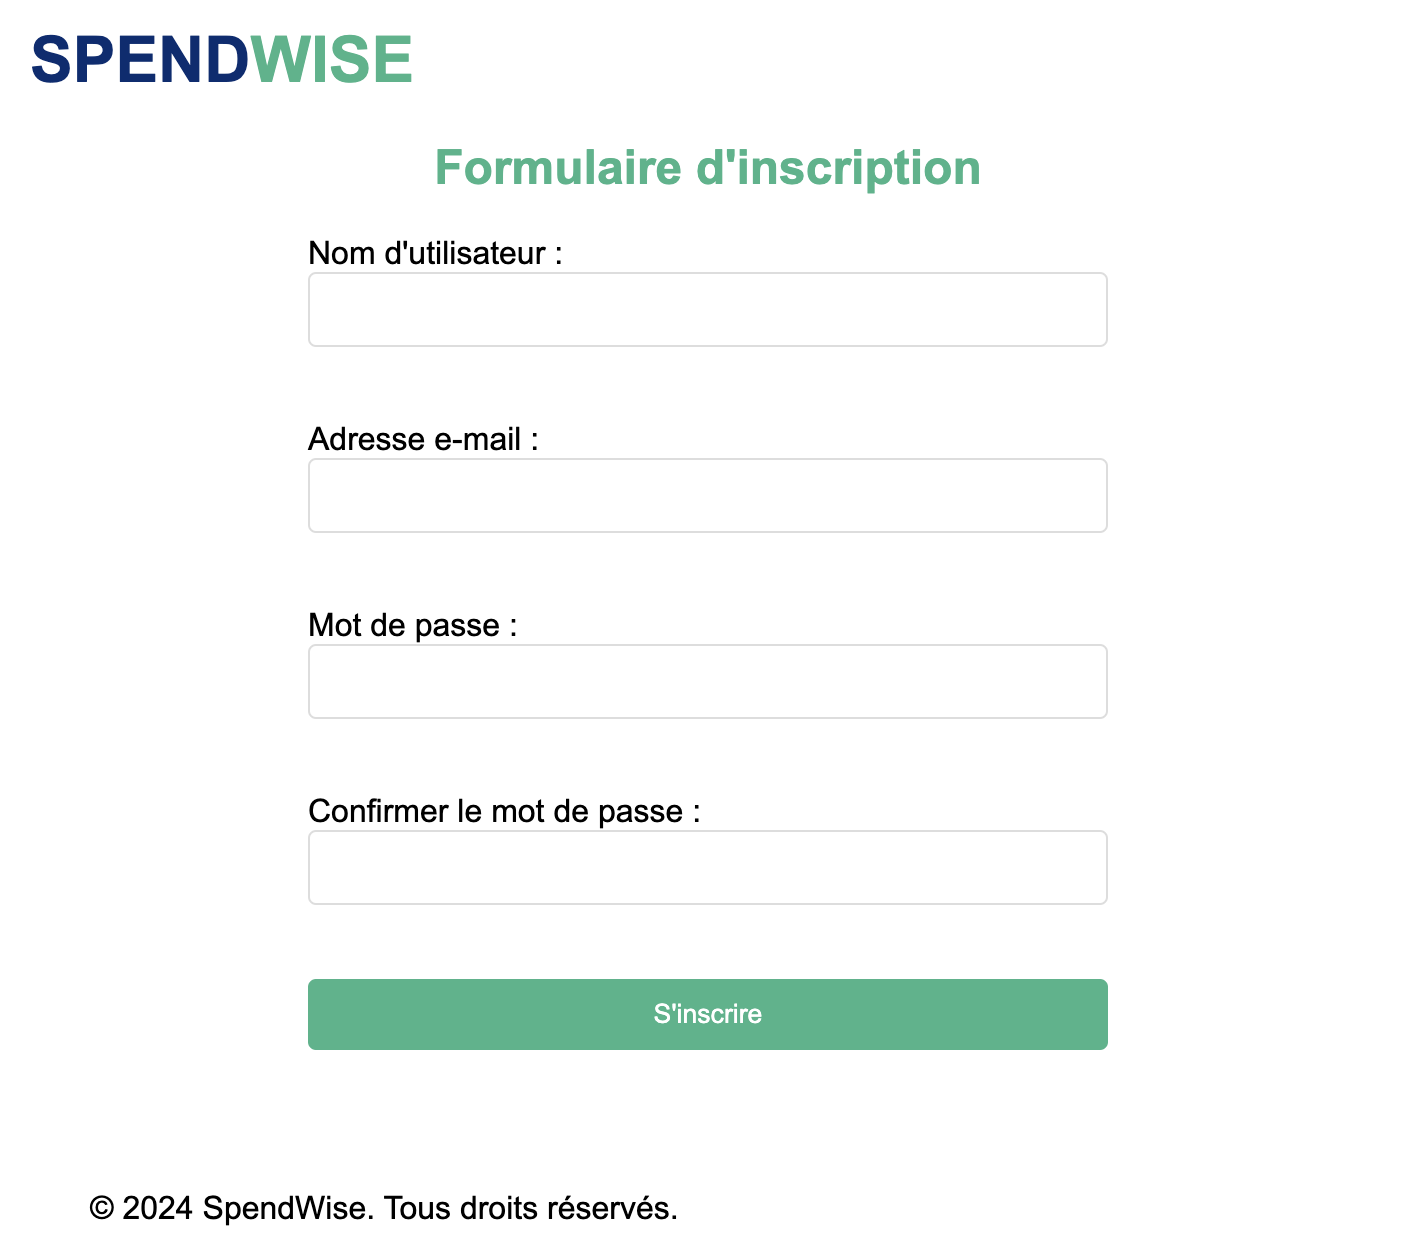 SPENDWISE
Formulaire d'inscription
Nom d'utilisateur :
Adresse e-mail :
Mot de passe :
Confirmer le mot de passe :
S'inscrire
© 2024 SpendWise. Tous droits réservés.